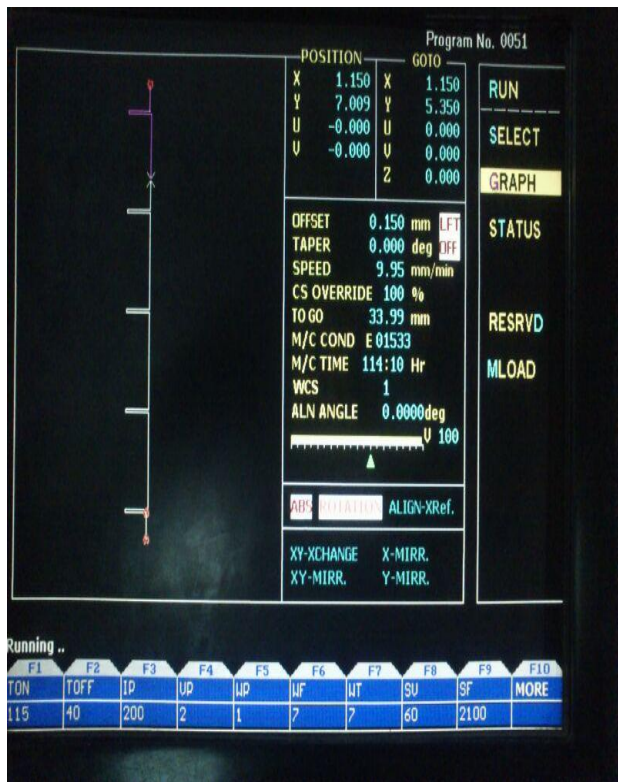 Program No. 0051
POSITION GOTO
X 1.150 X 1.150
Y 7.009 Y 5.350
U -0.000 U 0.000
V -0.000 V 0.000
Z 0.000
RUN
SELECT
GRAPH
STATUS
RESRVD
MLOAD
OFFSET 0.150 mm LFT
TAPER 0.000 deg OFF
SPEED 9.95 mm/min
CS OVERRIDE 100 %
TO GO 33.99 mm
M/C COND E01533
M/C TIME 114:10 Hr
WCS 1
ALN ANGLE 0.0000deg
V 100
ABS ROTATION ALIGN-XRef.
XY-XCHANGE X-MIRR.
XY-MIRR. Y-MIRR.
Running ..
F1 F2 F3 F4 F5 F6 F7 F8 F9 F10
TON TOFF IP VP WP WF WT SV SF MORE
115 40 200 2 1 7 7 60 2100